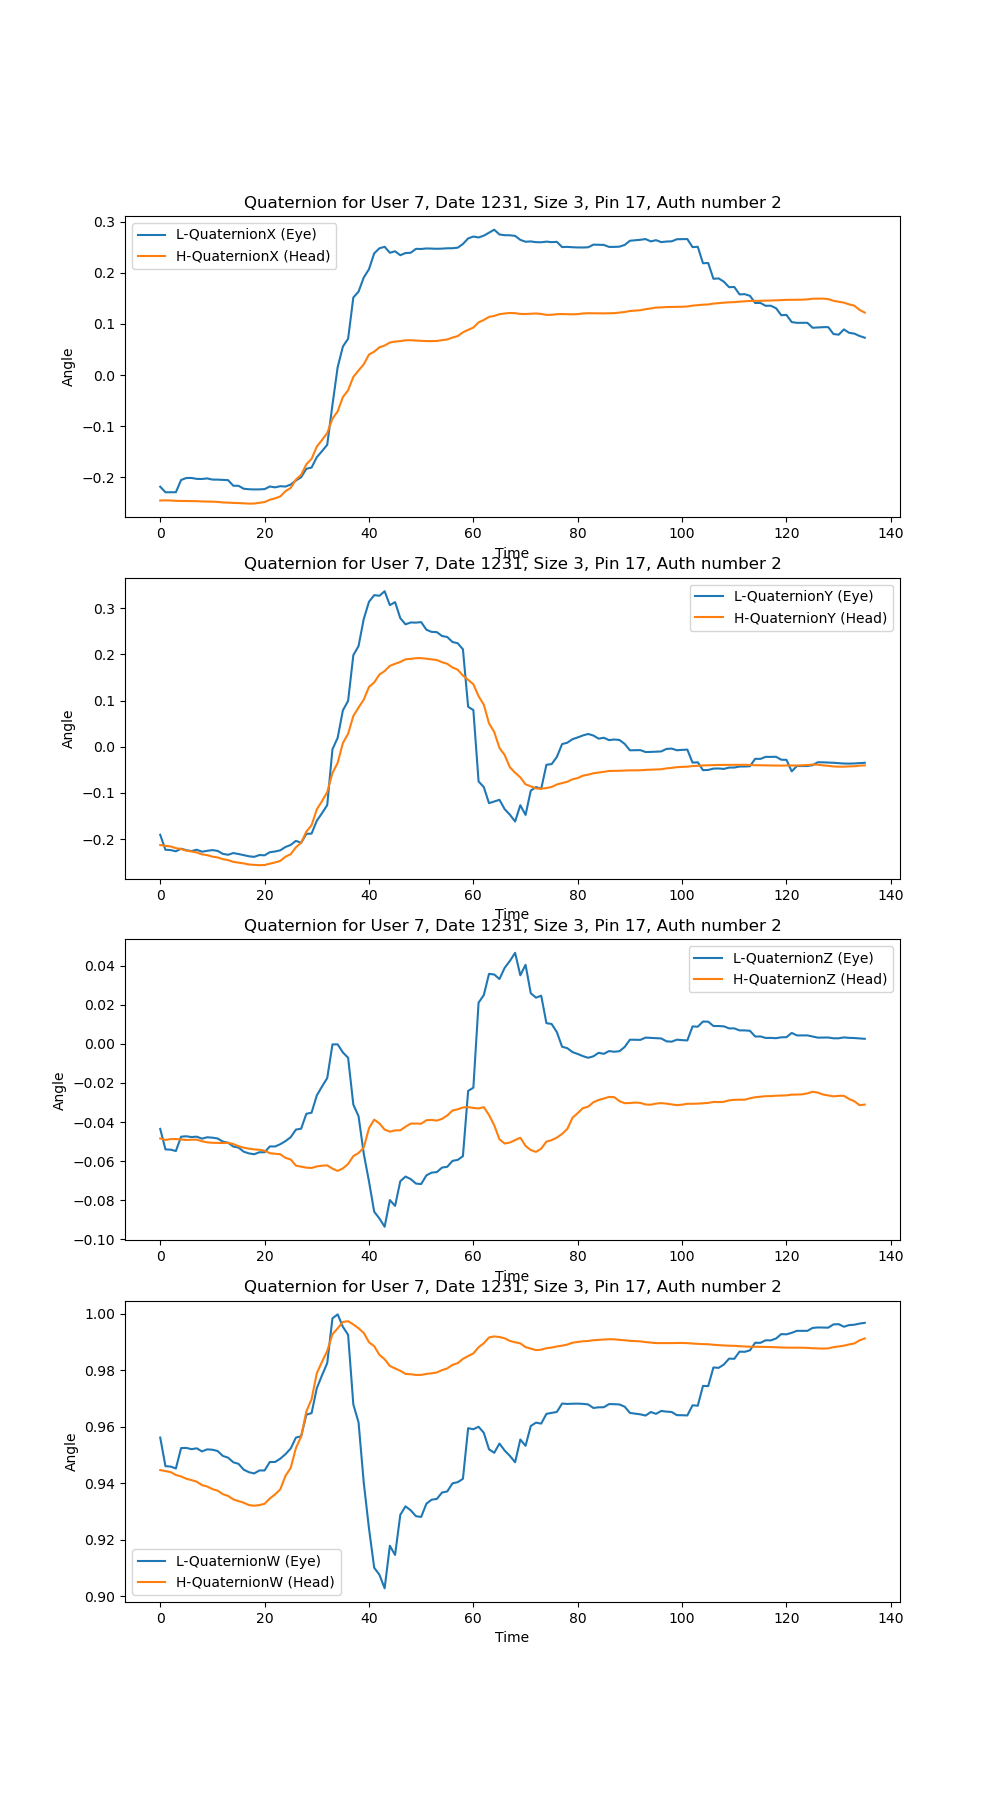 Quaternion for User 7, Date 1231, Size 3, Pin 17, Auth number 2
L-QuaternionX (Eye)
H-QuaternionX (Head)
Angle
0.3
0.2
0.1
0.0
−0.1
−0.2
0 20 40 60 80 100 120 140
Time
Quaternion for User 7, Date 1231, Size 3, Pin 17, Auth number 2
L-QuaternionY (Eye)
H-QuaternionY (Head)
Angle
0.3
0.2
0.1
0.0
−0.1
−0.2
0 20 40 60 80 100 120 140
Time
Quaternion for User 7, Date 1231, Size 3, Pin 17, Auth number 2
L-QuaternionZ (Eye)
H-QuaternionZ (Head)
Angle
0.04
0.02
0.00
−0.02
−0.04
−0.06
−0.08
−0.10
0 20 40 60 80 100 120 140
Time
Quaternion for User 7, Date 1231, Size 3, Pin 17, Auth number 2
Angle
1.00
0.98
0.96
0.94
0.92
0.90
L-QuaternionW (Eye)
H-QuaternionW (Head)
0 20 40 60 80 100 120 140
Time